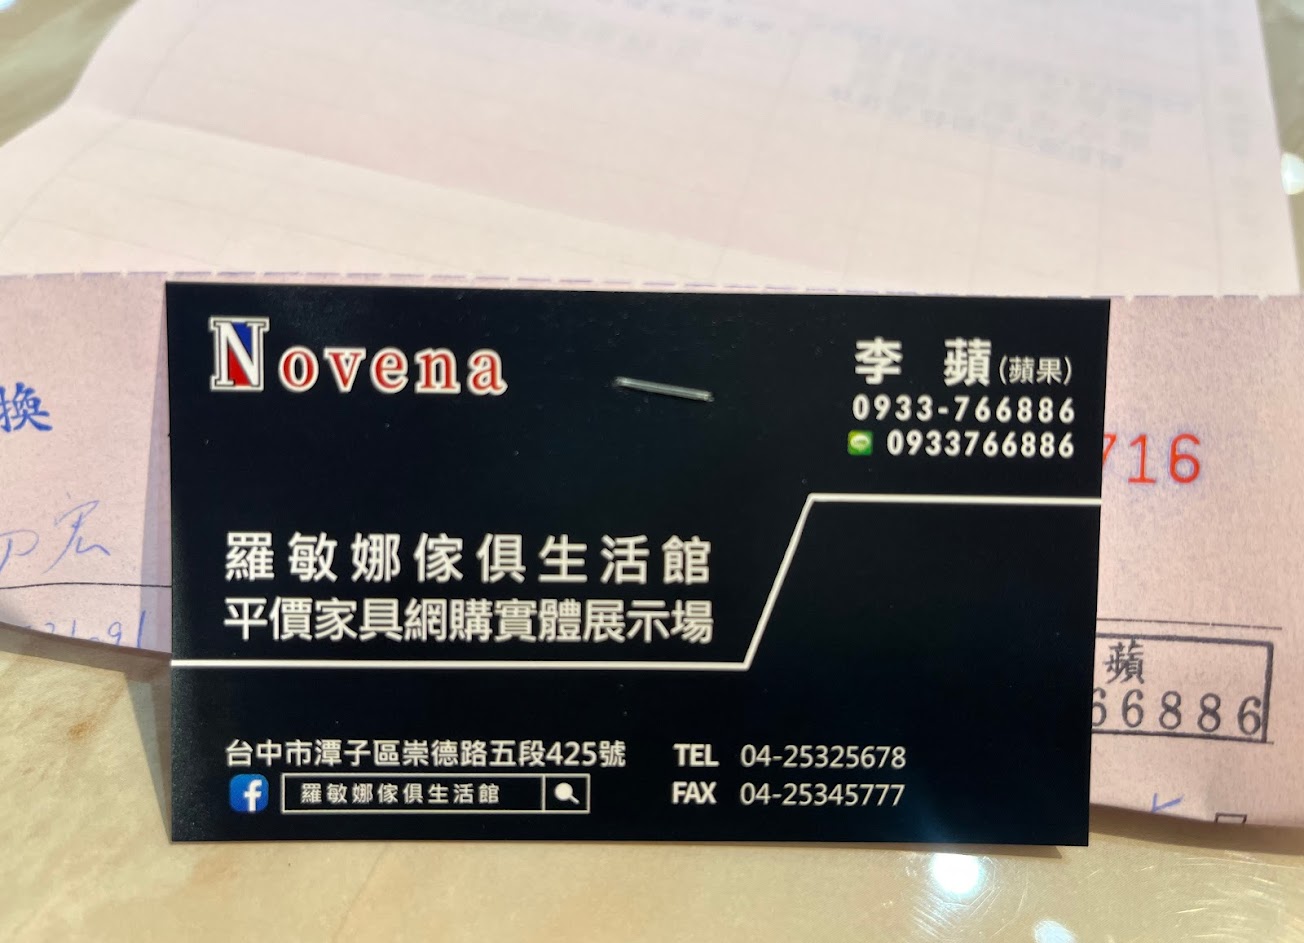 Novena
李 蘋(蘋果)
0933-766886
0933766886
羅敏娜傢俱生活館
平價家具網購實體展示場
台中市潭子區崇德路五段425號
羅敏娜傢俱生活館
TEL 04-25325678
FAX 04-25345777
換
716
蘋
66886